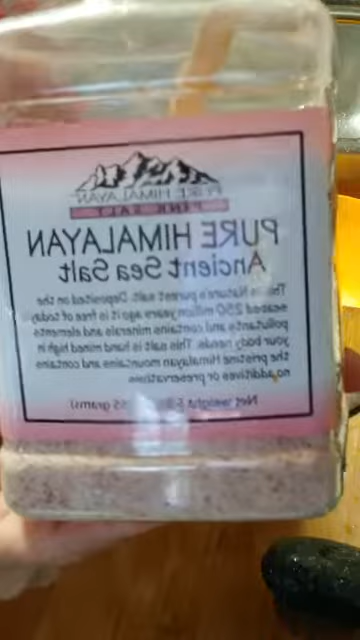 PURE HIMALAYAN
PINK SALT
PURE HIMALAYAN
Ancient Sea Salt
This is Nature's purest salt. Deposited on the
seabed 250 million years ago it is free of today's
pollutants and contains minerals and elements
your body needs. This salt is hand mined high in
the pristine Himalayan mountains and contains
no additives or preservatives
Net weight 5 grams)